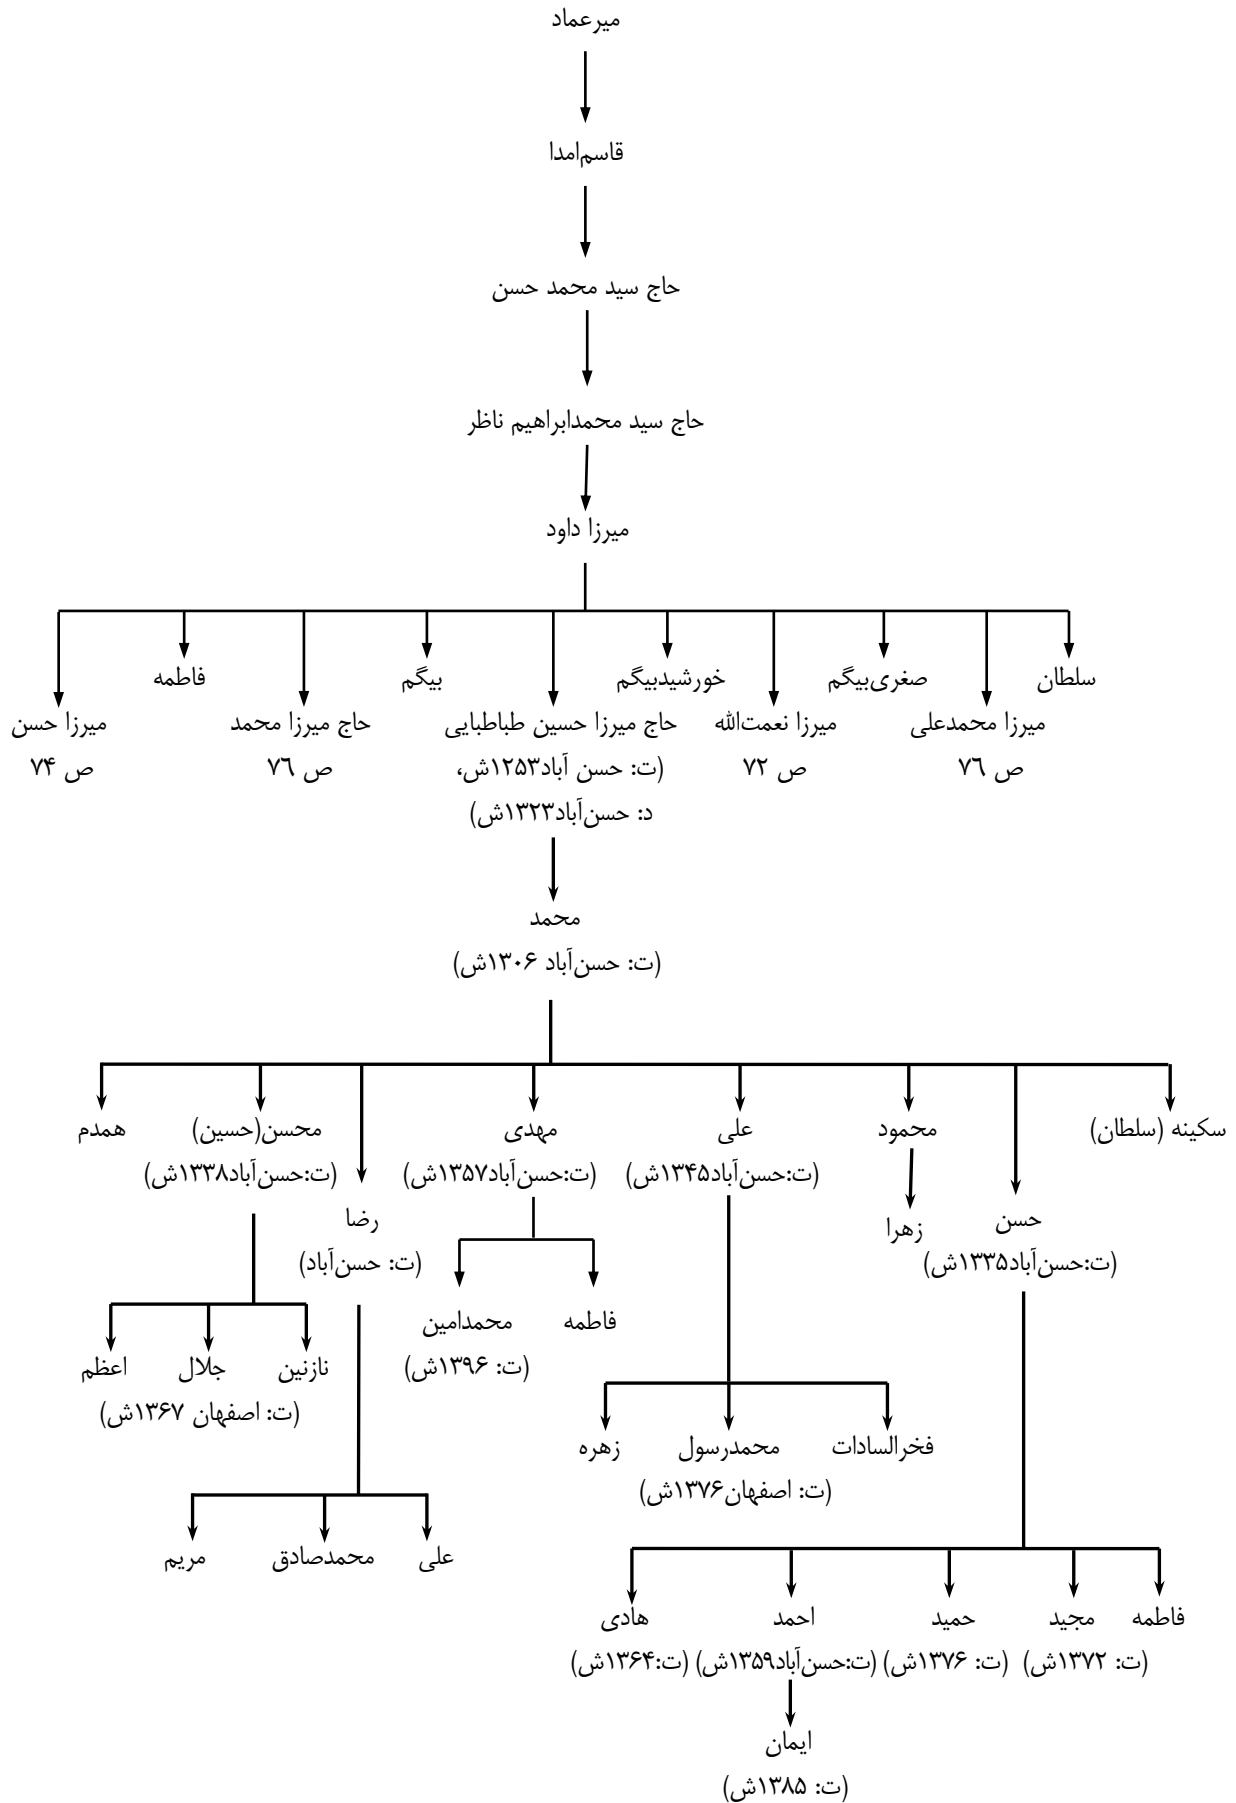 میرعماد
قاسم‌امدا
حاج سید محمد حسن
حاج سید محمدابراهیم ناظر
میرزا داود
سلطان صغری‌بیگم خورشیدبیگم بیگم فاطمه
میرزا محمدعلی میرزا نعمت‌الله حاج میرزا حسین طباطبایی حاج میرزا محمد میرزا حسن
ص ۷٦ ص ۷۲ (ت: حسن آباد۱۲۵۳ش، ص ۷٦ ص ۷۴
د: حسن‌آباد۱۳۲۳ش)
محمد
(ت: حسن‌آباد ۱۳۰۶ش)
سکینه (سلطان) محمود علی مهدی محسن(حسین) همدم
(ت:حسن‌آباد۱۳۴۵ش) (ت:حسن‌آباد۱۳۵۷ش) (ت:حسن‌آباد۱۳۳۸ش)
حسن زهرا رضا
(ت:حسن‌آباد۱۳۳۵ش) (ت: حسن‌آباد)
فاطمه محمدامین
نازنین جلال اعظم
(ت: ۱۳۹۶ش)
(ت: اصفهان ۱۳۶۷ش)
فخرالسادات محمدرسول زهره
(ت: اصفهان۱۳۷۶ش)
علی محمدصادق مریم
فاطمه مجید حمید احمد هادی
(ت: ۱۳۷۲ش) (ت: ۱۳۷۶ش) (ت:حسن‌آباد۱۳۵۹ش) (ت:۱۳۶۴ش)
ایمان
(ت: ۱۳۸۵ش)